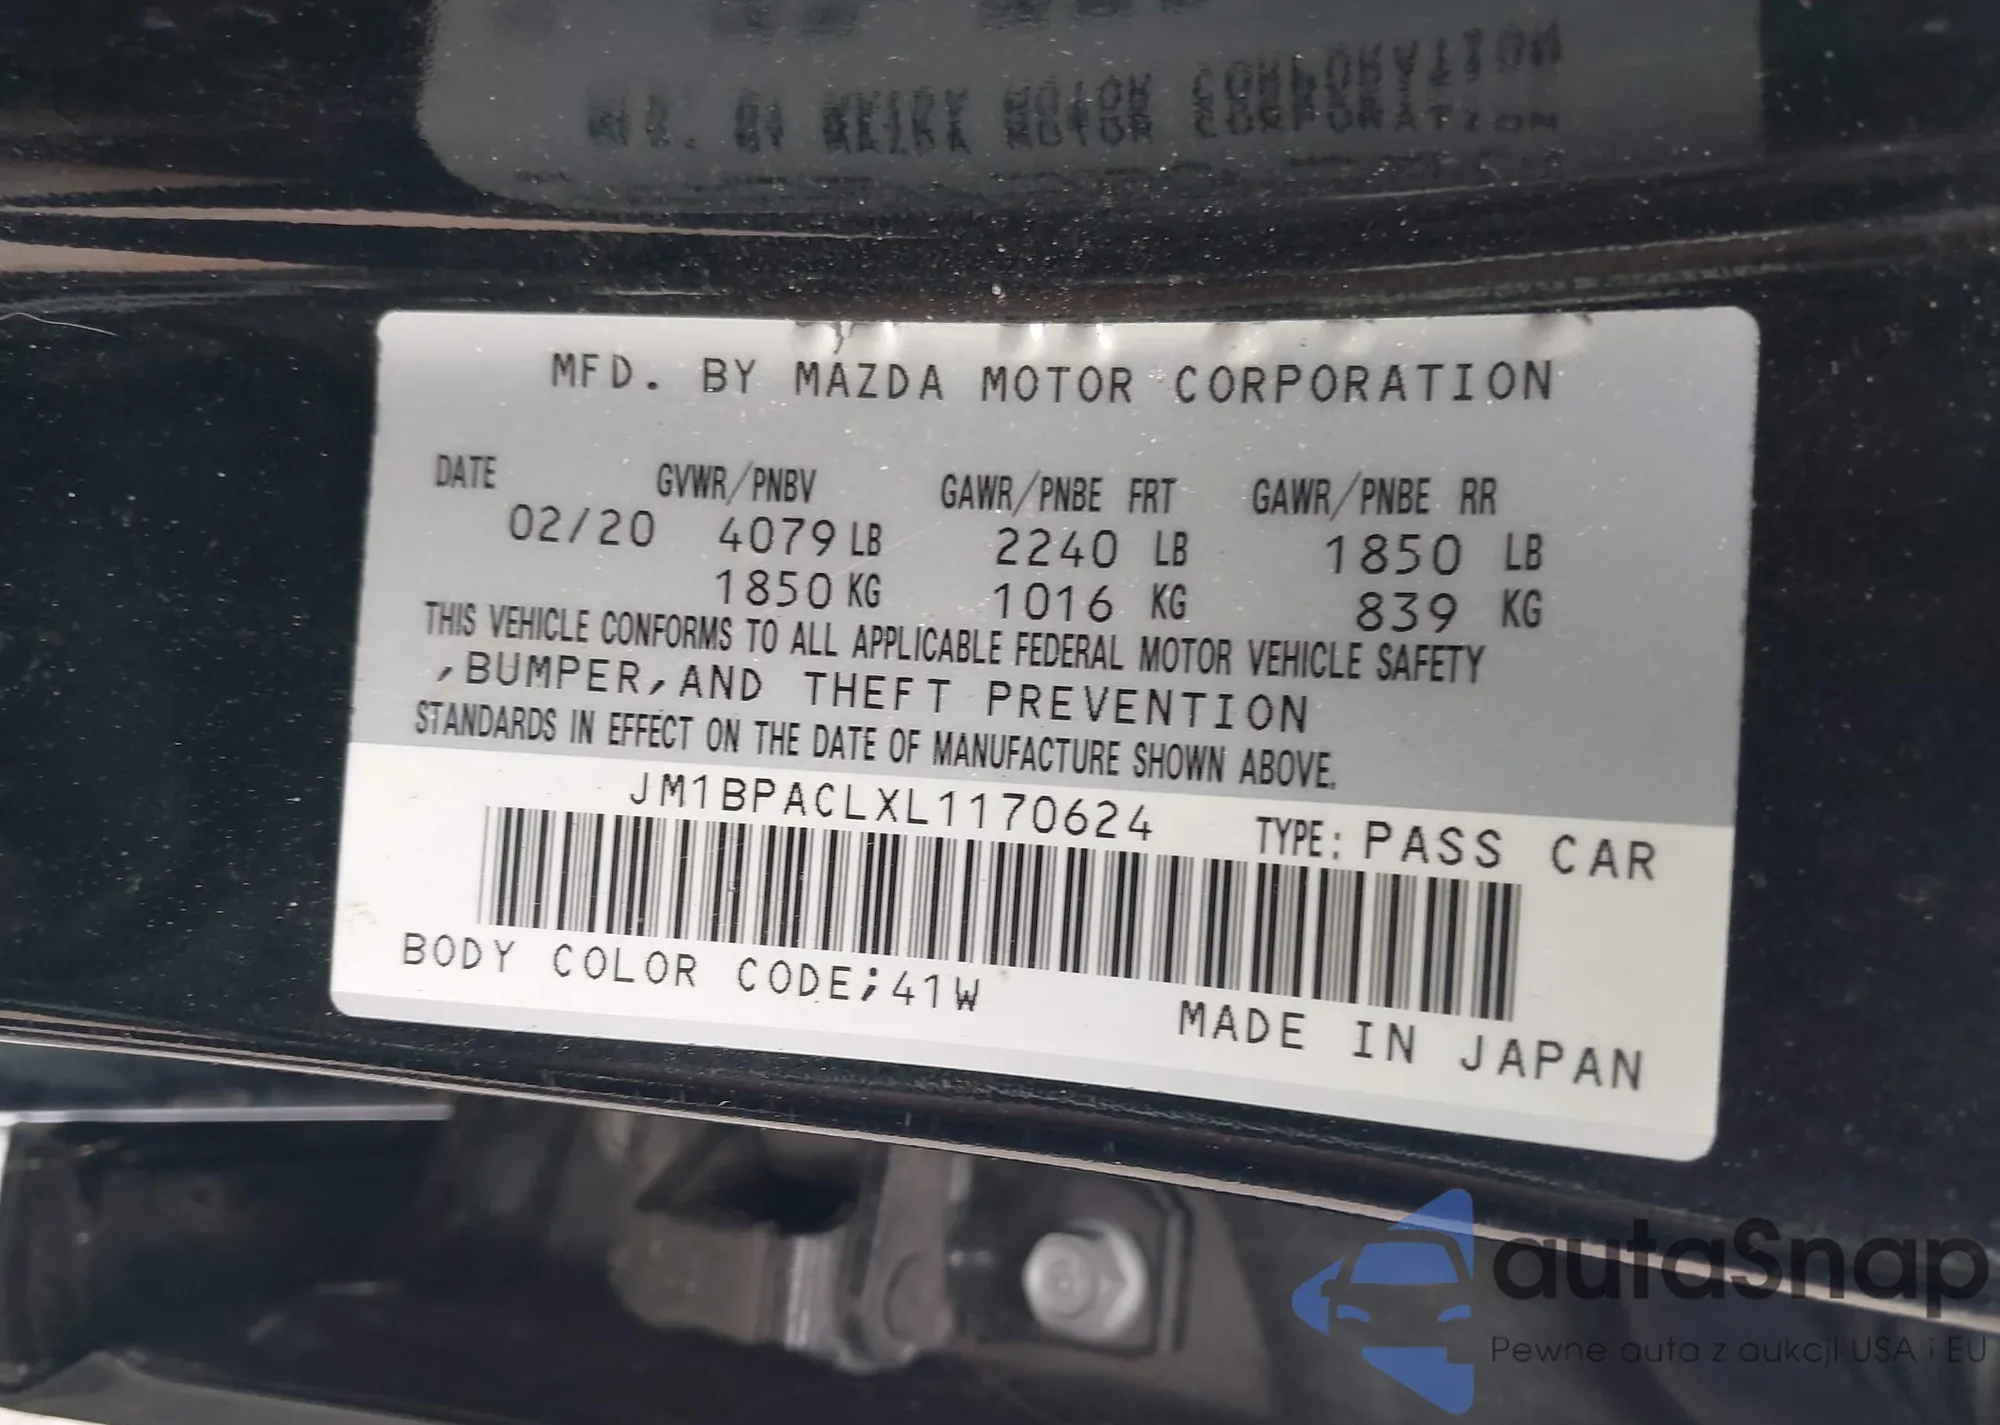 MOTOR CORPORATION
MFD. BY MAZDA MOTOR CORPORATION
DATE GVWR/PNBV GAWR/PNBE FRT GAWR/PNBE RR
02/20 4079 LB 2240 LB 1850 LB
1850 KG 1016 KG 839 KG
THIS VEHICLE CONFORMS TO ALL APPLICABLE FEDERAL MOTOR VEHICLE SAFETY
,BUMPER,AND THEFT PREVENTION
STANDARDS IN EFFECT ON THE DATE OF MANUFACTURE SHOWN ABOVE.
JM1BPACLXL1170624 TYPE: PASS CAR
BODY COLOR CODE;41W
MADE IN JAPAN
autaSnap
Pewne auta z aukcji USA i EU